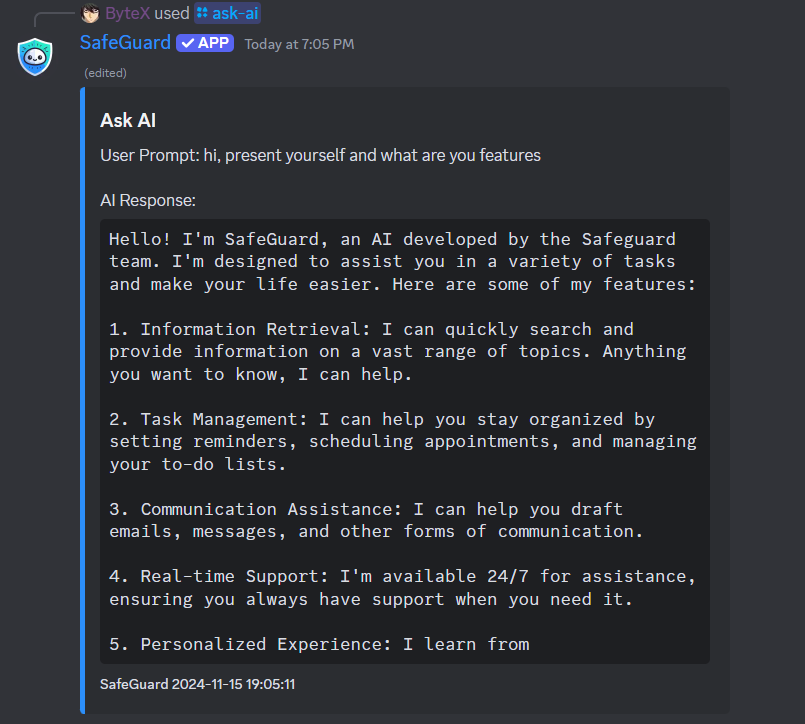 ByteX used ask-ai
SafeGuard APP Today at 7:05 PM
(edited)
Ask AI
User Prompt: hi, present yourself and what are you features
AI Response:
Hello! I'm SafeGuard, an AI developed by the Safeguard
team. I'm designed to assist you in a variety of tasks
and make your life easier. Here are some of my features:
1. Information Retrieval: I can quickly search and
provide information on a vast range of topics. Anything
you want to know, I can help.
2. Task Management: I can help you stay organized by
setting reminders, scheduling appointments, and managing
your to-do lists.
3. Communication Assistance: I can help you draft
emails, messages, and other forms of communication.
4. Real-time Support: I'm available 24/7 for assistance,
ensuring you always have support when you need it.
5. Personalized Experience: I learn from
SafeGuard 2024-11-15 19:05:11